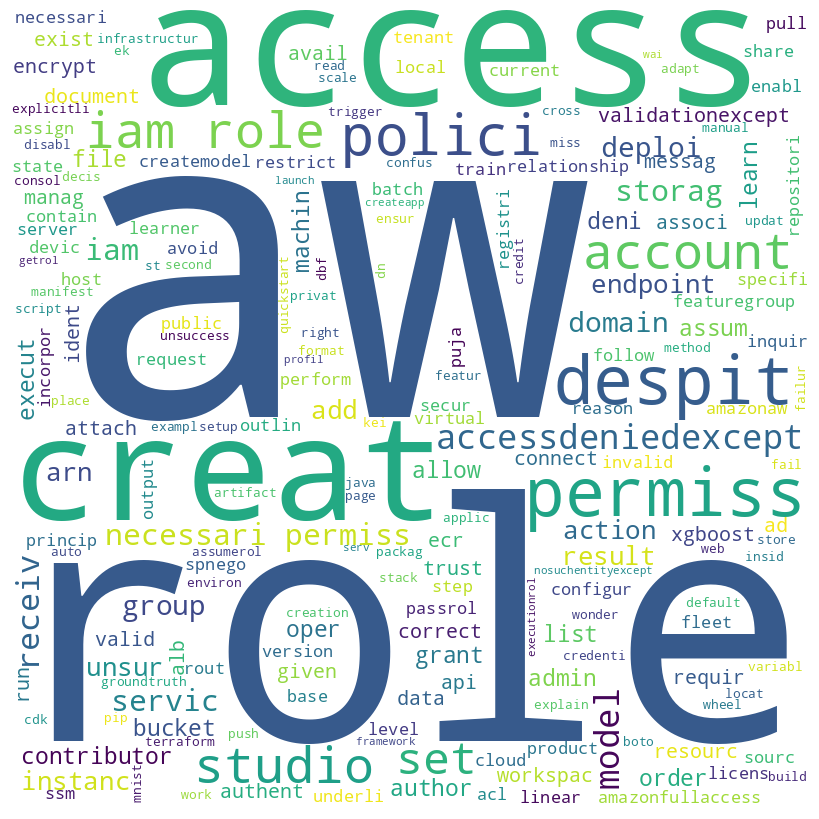 necessari
infrastructur
access
tenant
pull
exist
ek
avail
read
scale
local
current
wai
adapt
share
encrypt
enabl
document
explicitli
iam role
trigger
polici
cross
validationexcept
manual
assign
disabl
file
createmodel
restrict
confus
miss
deploi
messag
learn
repositori
state
decis
train
relationship
consol
manag
launch
batch
createapp
ensur
storag
updat
contain
learner
iam
machin
registri
deni
associ
server
avoid
aw
credit
account
getrol
devic
st
second
dbf
dn
endpoint
specifi
host
manifest
quickstart
privat
featuregroup
script
public
unsuccess
right
domain
assum
inquir
incorpor
ident
request
profil
format
puja
follow
method
execut
place
perform
featur
despit
failur
add
kei
secur
virtual
reason
amazonaw
attach
exampl
setup
outlin
accessdeniedexcept
creat
connect
invalid
fail
arn
output
artifact
java
page
allow
permiss
role
necessari permiss
applic
action
xgboost
ad
store
web
princip
auto
assumerol
serv
packag
ecr
result
insid
receiv
spnego
environ
stack
trust
nosuchentityexcept
step
configur
group
creation
passrol
executionrol
wonder
default
oper
list
fleet
valid
alb
version
correct
credenti
unsur
rout
given
grant
admin
variabl
run
groundtruth
base
data
api
requir
locat
servic
model
wheel
cdk
pip
bucket
push
level
explain
terraform
framework
product
boto
contributor
studio
set
cloud
resourc
sourc
instanc
workspac
order
licens
build
ssm
mnist
work
authent
underli
author
acl
linear
amazonfullaccess